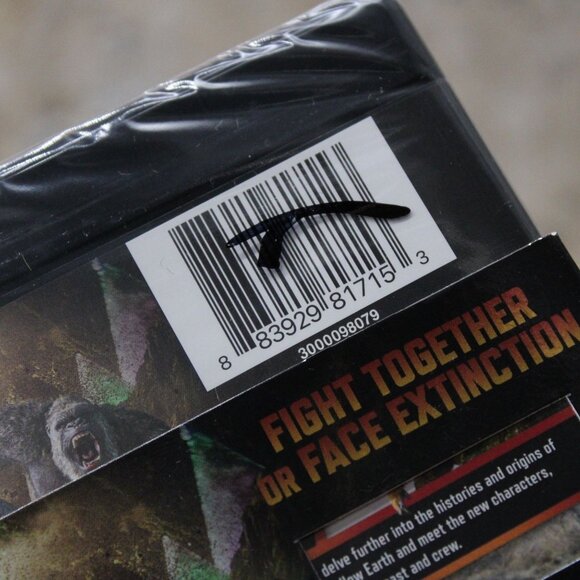 8 83929 81715 3
3000098079
FIGHT TOGETHER
OR FACE EXTINCTION
delve further into the histories and origins of
Earth and meet the new characters,
and crew.